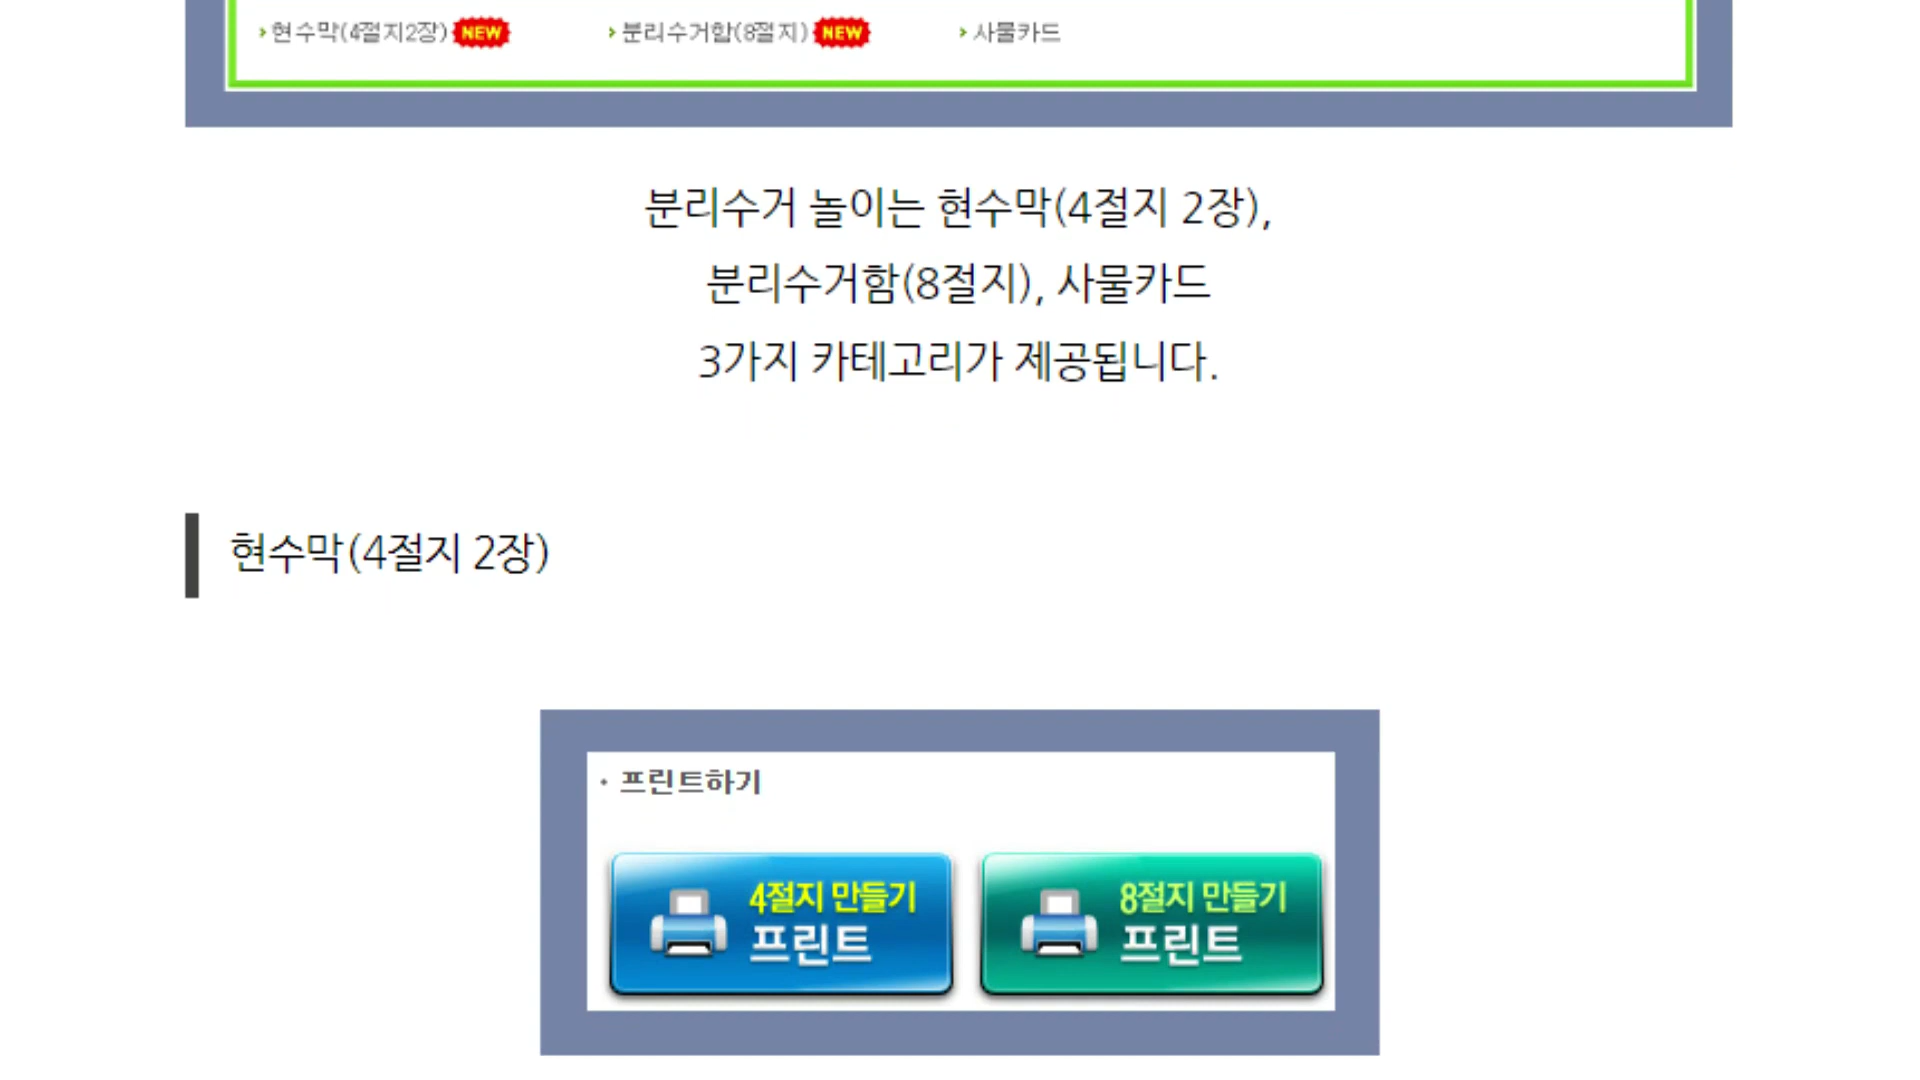 현수막(4절지2장) NEW 분리수거함(8절지) NEW 사물카드
분리수거 놀이는 현수막(4절지 2장),
분리수거함(8절지), 사물카드
3가지 카테고리가 제공됩니다.
현수막(4절지 2장)
· 프린트하기
4절지 만들기 프린트
8절지 만들기 프린트